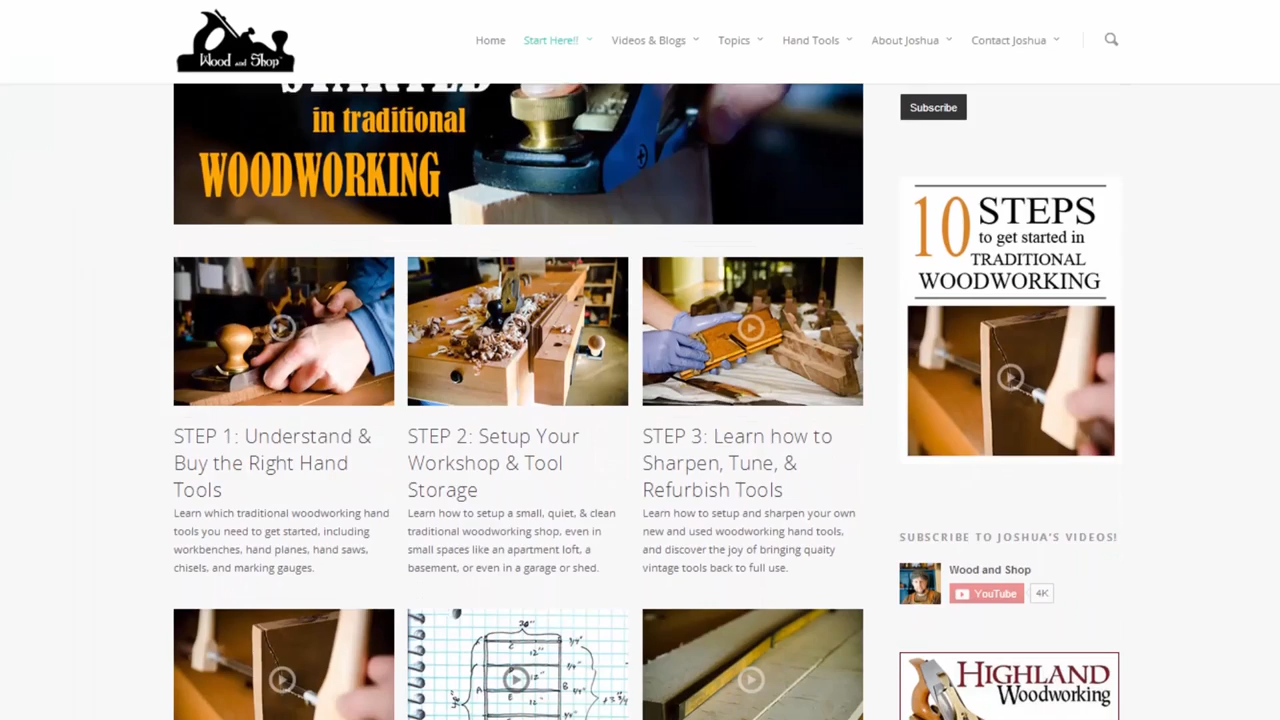 Wood and Shop
Home
Start Here!!
Videos & Blogs
Topics
Hand Tools
About Joshua
Contact Joshua
STARTED
in traditional
WOODWORKING
Subscribe
10 STEPS
to get started in
TRADITIONAL
WOODWORKING
STEP 1: Understand &
Buy the Right Hand
Tools
Learn which traditional woodworking hand
tools you need to get started, including
workbenches, hand planes, hand saws,
chisels, and marking gauges.
STEP 2: Setup Your
Workshop & Tool
Storage
Learn how to setup a small, quiet, & clean
traditional woodworking shop, even in
small spaces like an apartment loft, a
basement, or even in a garage or shed.
STEP 3: Learn how to
Sharpen, Tune, &
Refurbish Tools
Learn how to setup and sharpen your own
new and used woodworking hand tools,
and discover the joy of bringing quaity
vintage tools back to full use.
SUBSCRIBE TO JOSHUA'S VIDEOS!
Wood and Shop
YouTube
4K
20"
12"
12"
A
B
E
12"
HIGHLAND
Woodworking